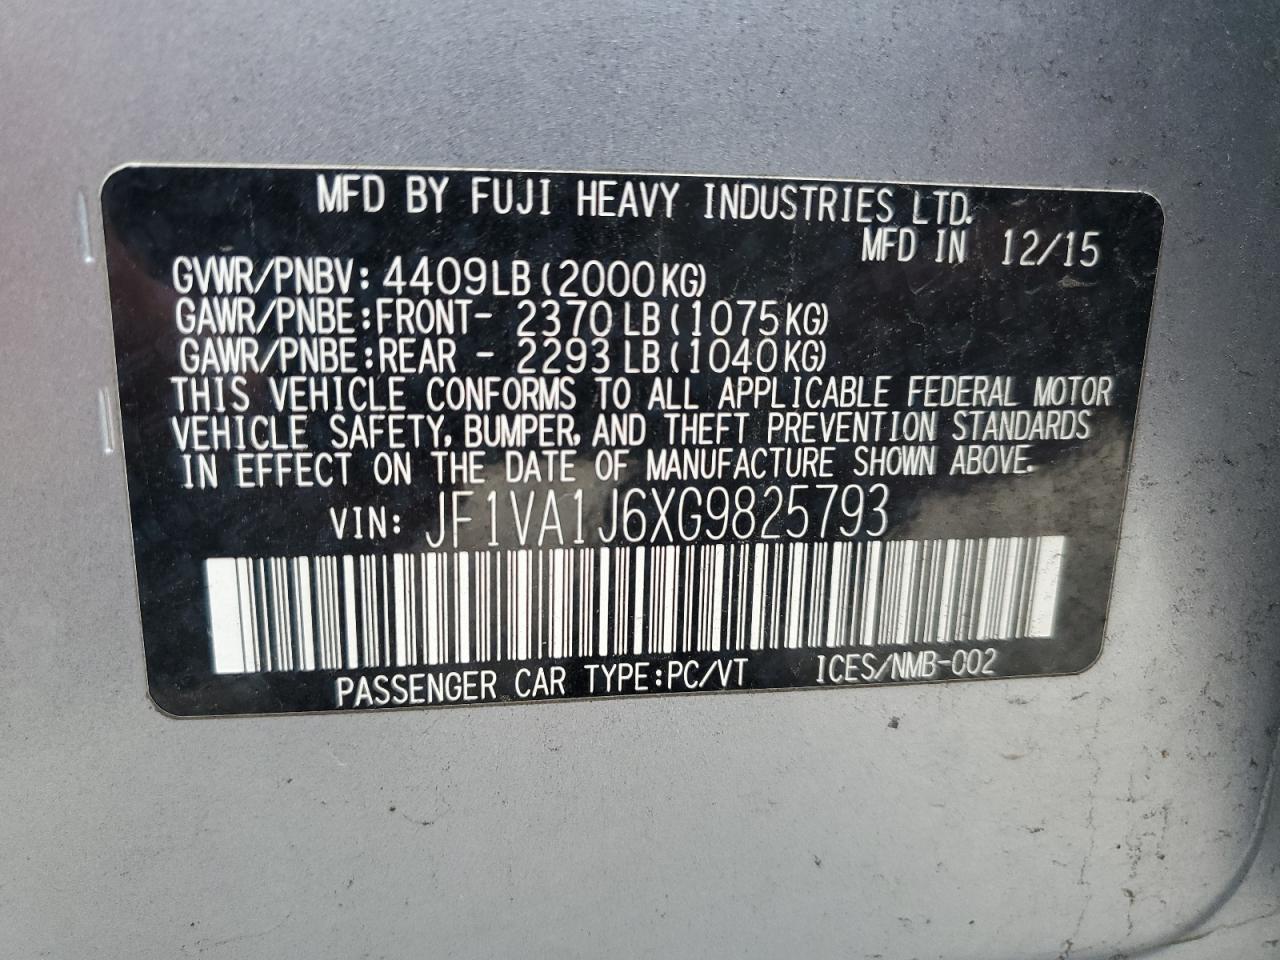 MFD BY FUJI HEAVY INDUSTRIES LTD.
MFD IN 12/15
GVWR/PNBV: 4409LB (2000KG)
GAWR/PNBE:FRONT- 2370 LB (1075KG)
GAWR/PNBE:REAR - 2293 LB (1040KG)
THIS VEHICLE CONFORMS TO ALL APPLICABLE FEDERAL MOTOR
VEHICLE SAFETY, BUMPER, AND THEFT PREVENTION STANDARDS
IN EFFECT ON THE DATE OF MANUFACTURE SHOWN ABOVE.
VIN: JF1VA1J6XG9825793
PASSENGER CAR TYPE:PC/VT ICES/NMB-002